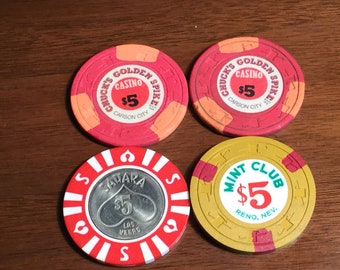 CHUCK'S GOLDEN SPIKE
CASINO
$5
CARSON CITY
CHUCK'S GOLDEN SPIKE
CASINO
$5
CARSON CITY
S
S
S
S
SAHARA
$5
LAS VEGAS
MINT CLUB
$5
RENO, NEV.